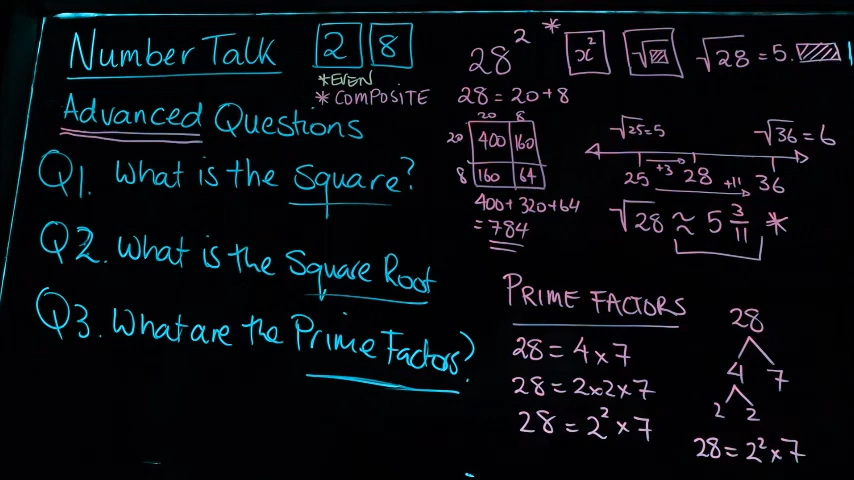 Number Talk
2 8
*EVEN
* COMPOSITE
Advanced Questions
Q1. What is the Square?
Q2. What is the Square Root
Q3. What are the Prime Factors?
28² *
x²
√
√28 = 5.
28 = 20 + 8
20 8
20 400 160
8 160 64
400 + 320 + 64
= 784
√25 = 5
√36 = 6
+3
+11
25 28 36
√28 ≈ 5 3/11 *
PRIME FACTORS
28 = 4 x 7
28 = 2x2x7
28 = 2² x 7
28
4 7
2 2
28 = 2² x 7